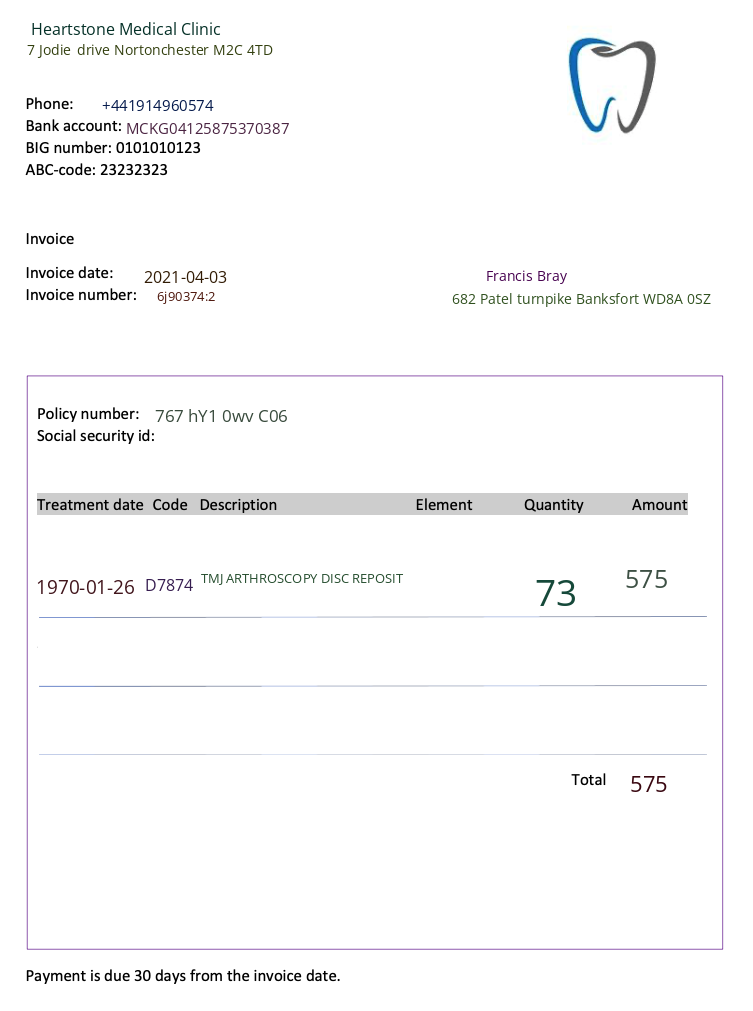 Heartstone Medical Clinic
7 Jodie drive Nortonchester M2C 4TD
Phone: +441914960574
Bank account: MCKG04125875370387
BIG number: 0101010123
ABC-code: 23232323
Invoice
Invoice date: 2021-04-03
Invoice number: 6j90374:2
Francis Bray
682 Patel turnpike Banksfort WD8A 0SZ
Policy number: 767 hY1 0wv C06
Social security id:
Treatment date Code Description Element Quantity Amount
1970-01-26 D7874 TMJ ARTHROSCOPY DISC REPOSIT 73 575
Total 575
Payment is due 30 days from the invoice date.